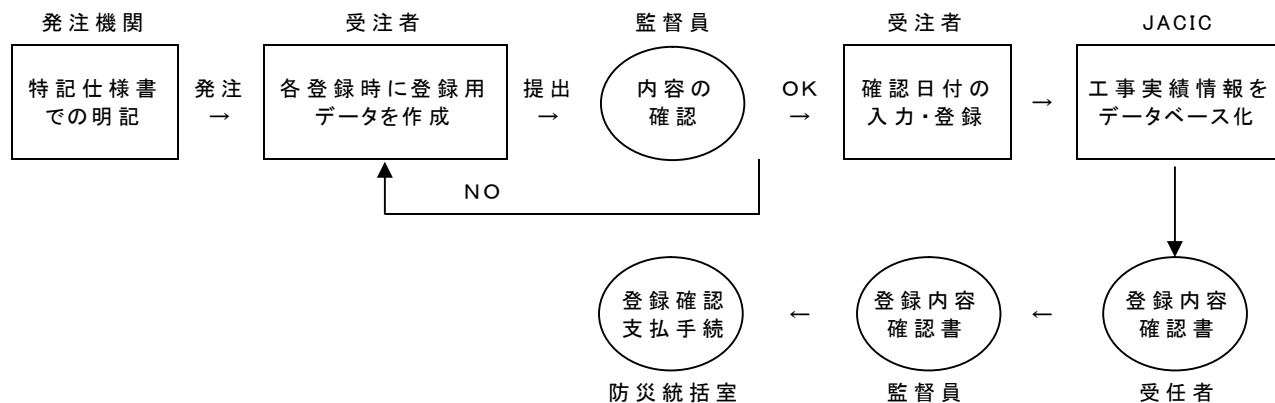 発注機関
受注者
監督員
受注者
JACIC
特記仕様書
での明記
発注
→
各登録時に登録用
データを作成
提出
→
内容の
確認
OK
→
確認日付の
入力・登録
→
工事実績情報を
データベース化
NO
登録確認
支払手続
←
登録内容
確認書
←
登録内容
確認書
防災統括室
監督員
受任者